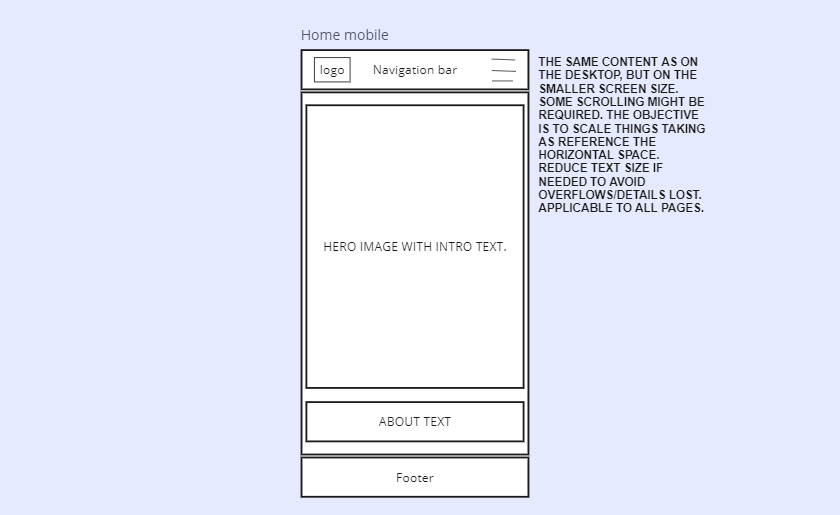 Home mobile
logo
Navigation bar
THE SAME CONTENT AS ON
THE DESKTOP, BUT ON THE
SMALLER SCREEN SIZE.
SOME SCROLLING MIGHT BE
REQUIRED. THE OBJECTIVE
IS TO SCALE THINGS TAKING
AS REFERENCE THE
HORIZONTAL SPACE.
REDUCE TEXT SIZE IF
NEEDED TO AVOID
OVERFLOWS/DETAILS LOST.
APPLICABLE TO ALL PAGES.
HERO IMAGE WITH INTRO TEXT.
ABOUT TEXT
Footer